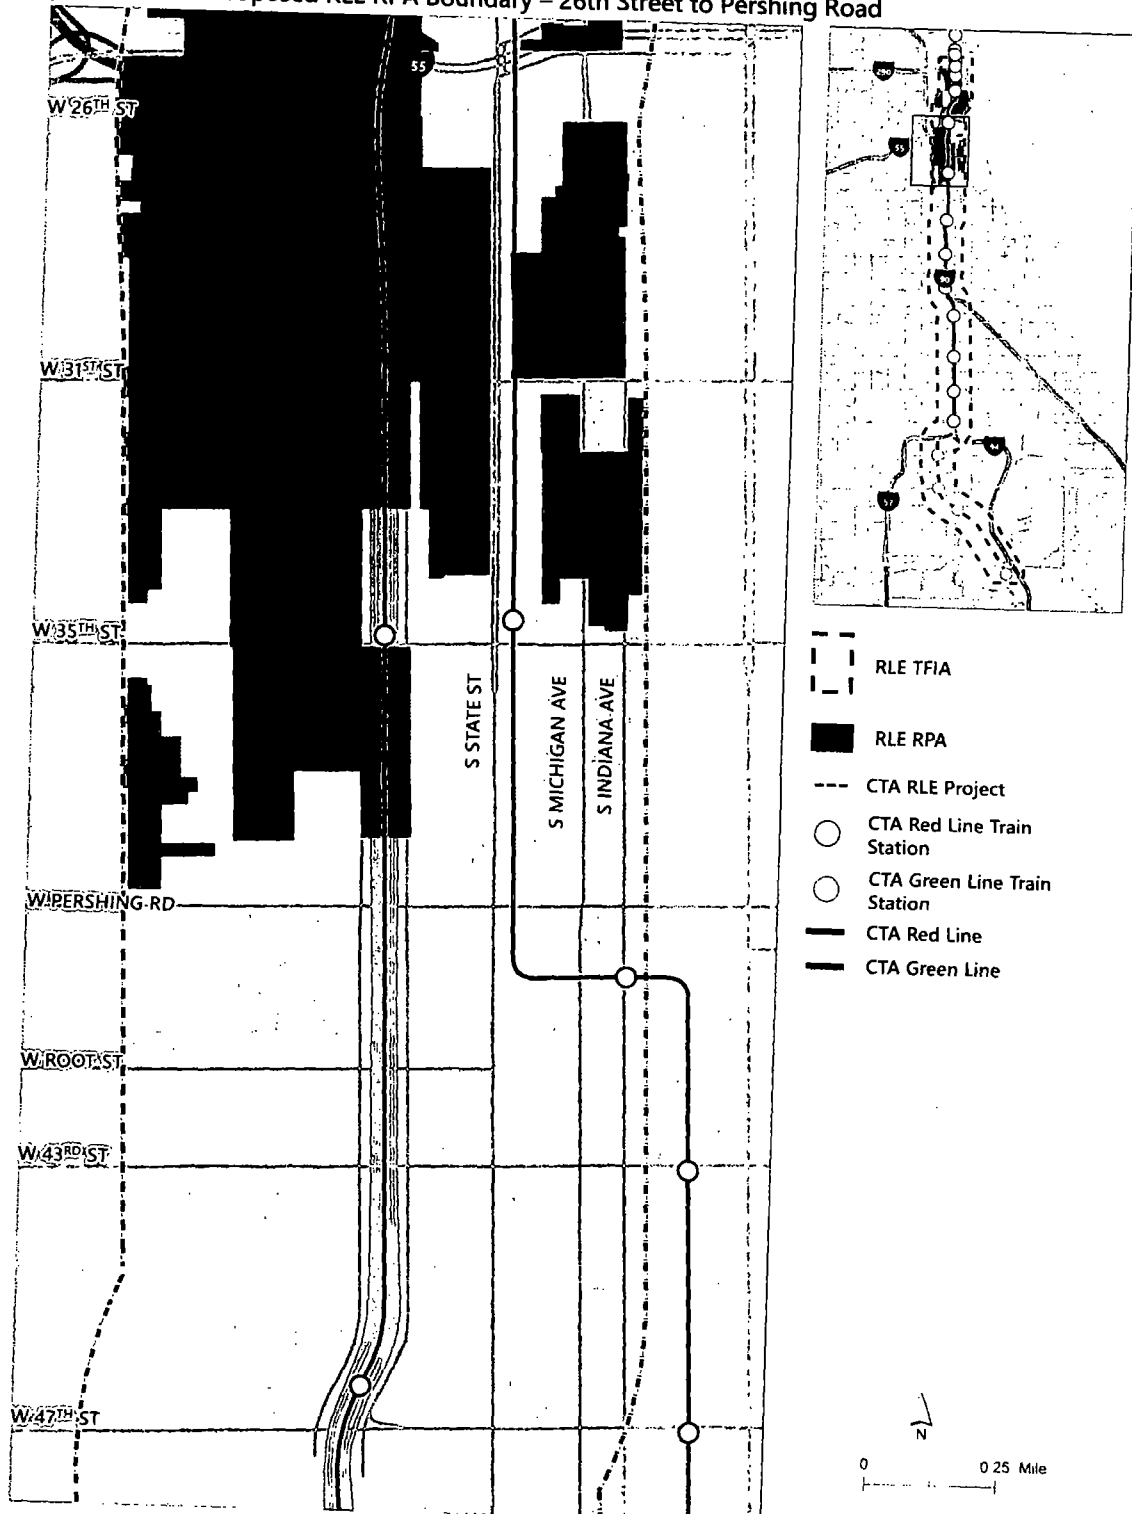 RLE RPA Boundary – 26th Street to Pershing Road
55
W 26TH ST
W 31ST ST
W 35TH ST
S STATE ST
S MICHIGAN AVE
S INDIANA AVE
W PERSHING RD
W ROOT ST
W 43RD ST
W 47TH ST
290
55
90
57
RLE TFIA
RLE RPA
CTA RLE Project
CTA Red Line Train
Station
CTA Green Line Train
Station
CTA Red Line
CTA Green Line
N
0 0 25 Mile